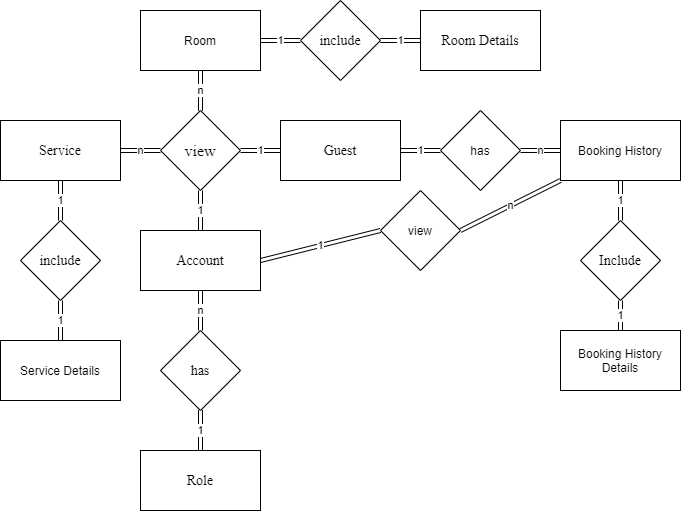 Room
1
include
1
Room Details
n
Service
n
view
1
Guest
1
has
n
Booking History
1
1
1
view
n
1
include
Account
1
Include
1
n
1
Service Details
has
Booking History
Details
1
Role